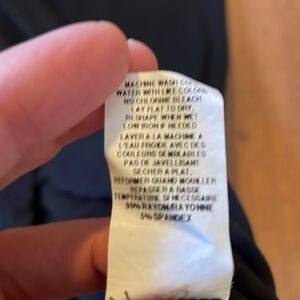 MACHINE WASH COLD
WATER WITH LIKE COLORS
NO CHLORINE BLEACH
LAY FLAT TO DRY,
RESHAPE WHEN WET
LOW IRON IF NEEDED
LAVER A LA MACHINE A
L'EAU FROIDE AVEC DES
COULEURS SEMBLABLES
PAS DE JAVELLISANT
SECHER A PLAT,
REFORMER QUAND MOUILLER
REPASSER A BASSE
TEMPERATURE SI NECESSAIRE
RAYON/RAYONNE
5% SPANDEX